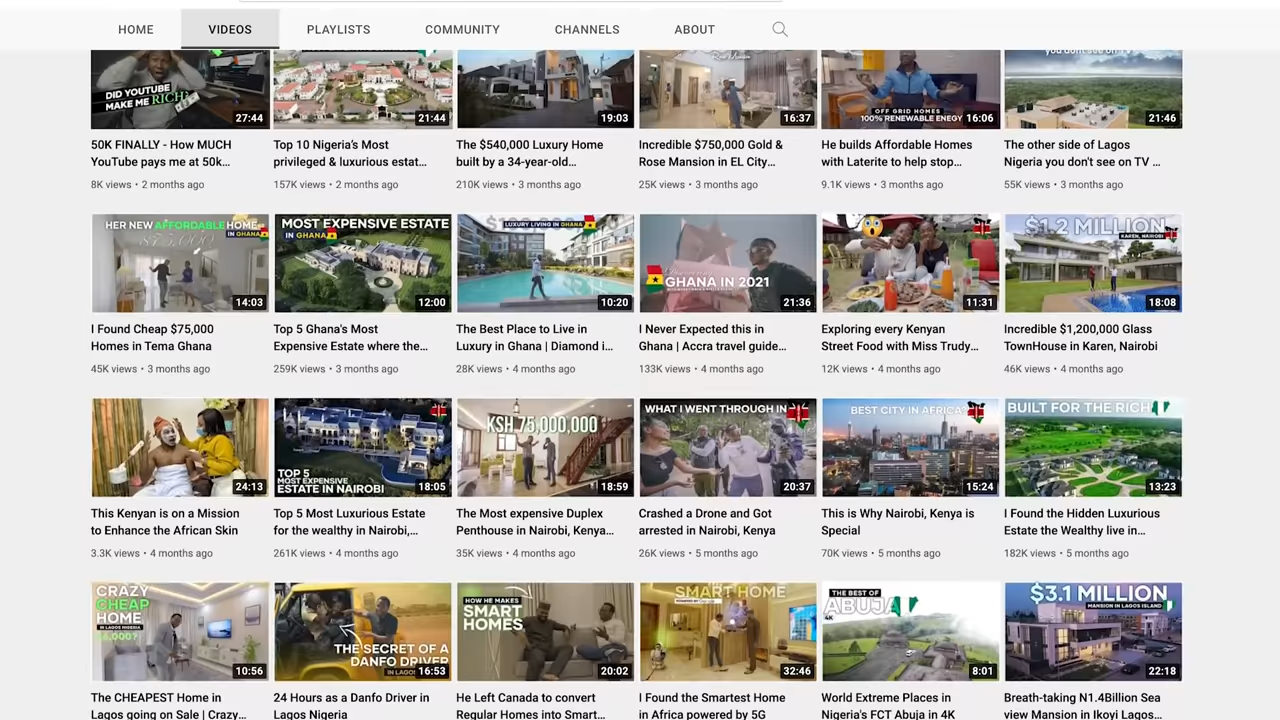 HOME VIDEOS PLAYLISTS COMMUNITY CHANNELS ABOUT
DID YOUTUBE
MAKE ME RICH?
27:44
21:44
19:03
16:37
OFF GRID HOMES
100% RENEWABLE ENEGY
16:06
you dont see on TV
21:46
50K FINALLY - How MUCH
YouTube pays me at 50k...
8K views • 2 months ago
Top 10 Nigeria's Most
privileged & luxurious estat...
157K views • 2 months ago
The $540,000 Luxury Home
built by a 34-year-old...
210K views • 3 months ago
Incredible $750,000 Gold &
Rose Mansion in EL City...
25K views • 3 months ago
He builds Affordable Homes
with Laterite to help stop...
9.1K views • 3 months ago
The other side of Lagos
Nigeria you don't see on TV ...
55K views • 3 months ago
HER NEW AFFORDABLE HOME
$75,000
IN GHANA
14:03
MOST EXPENSIVE ESTATE
IN GHANA
12:00
LUXURY LIVING IN GHANA
10:20
GHANA IN 2021
21:36
11:31
$1.2 MILLION
KAREN, NAIROBI
18:08
I Found Cheap $75,000
Homes in Tema Ghana
45K views • 3 months ago
Top 5 Ghana's Most
Expensive Estate where the...
259K views • 3 months ago
The Best Place to Live in
Luxury in Ghana | Diamond i...
28K views • 4 months ago
I Never Expected this in
Ghana | Accra travel guide...
133K views • 4 months ago
Exploring every Kenyan
Street Food with Miss Trudy...
12K views • 4 months ago
Incredible $1,200,000 Glass
TownHouse in Karen, Nairobi
46K views • 4 months ago
24:13
TOP 5
MOST EXPENSIVE
ESTATE IN NAIROBI
18:05
KSH 75,000,000
18:59
WHAT I WENT THROUGH IN
20:37
BEST CITY IN AFRICA?
15:24
BUILT FOR THE RICH
13:23
This Kenyan is on a Mission
to Enhance the African Skin
3.3K views • 4 months ago
Top 5 Most Luxurious Estate
for the wealthy in Nairobi,...
261K views • 4 months ago
The Most expensive Duplex
Penthouse in Nairobi, Kenya...
35K views • 4 months ago
Crashed a Drone and Got
arrested in Nairobi, Kenya
26K views • 5 months ago
This is Why Nairobi, Kenya is
Special
70K views • 5 months ago
I Found the Hidden Luxurious
Estate the Wealthy live in...
182K views • 5 months ago
CRAZY
CHEAP
HOME
IN LAGOS NIGERIA
10:56
THE SECRET OF A
DANFO DRIVER
IN LAGOS
16:53
HOW HE MAKES
SMART
HOMES
20:02
SMART HOME
32:46
THE BEST OF
ABUJA
4K
8:01
$3.1 MILLION
MANSION IN LAGOS ISLAND
22:18
The CHEAPEST Home in
Lagos going on Sale | Crazy...
24 Hours as a Danfo Driver in
Lagos Nigeria
He Left Canada to convert
Regular Homes into Smart...
I Found the Smartest Home
in Africa powered by 5G
World Extreme Places in
Nigeria's FCT Abuja in 4K
Breath-taking N1.4Billion Sea
view Mansion in Ikoyi Lagos...